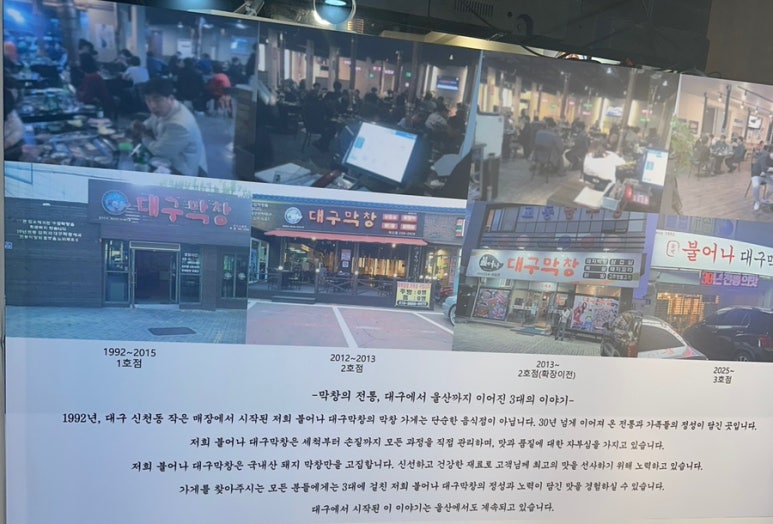 대구막창
대구막창
대구막창
불어나 대구막
1992~2015
1호점
2012~2013
2호점
2013~
2호점(확장이전)
2025~
3호점
-막창의 전통, 대구에서 울산까지 이어진 3대의 이야기-
1992년, 대구 신천동 작은 매장에서 시작된 저희 불어나 대구막창의 막창 가게는 단순한 음식점이 아닙니다. 30년 넘게 이어져 온 전통과 가족들의 정성이 담긴 곳입니다.
저희 불어나 대구막창은 세척부터 손질까지 모든 과정을 직접 관리하며, 맛과 품질에 대한 자부심을 가지고 있습니다.
저희 불어나 대구막창은 국내산 돼지 막창만을 고집합니다. 신선하고 건강한 재료로 고객님께 최고의 맛을 선사하기 위해 노력하고 있습니다.
가게를 찾아주시는 모든 분들에게는 3대에 걸친 저희 불어나 대구막창의 정성과 노력이 담긴 맛을 경험하실 수 있습니다.
대구에서 시작된 이 이야기는 울산에서도 계속되고 있습니다.